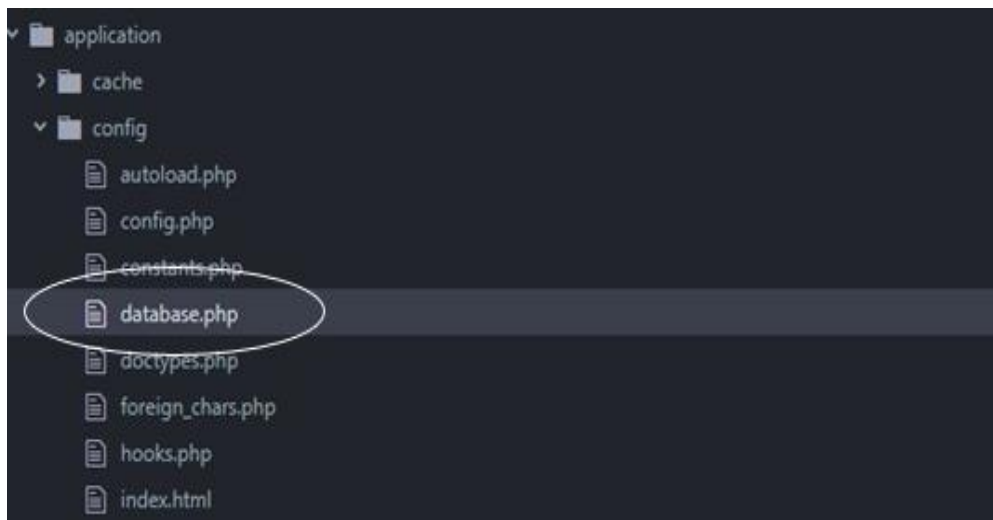 application
cache
config
autoload.php
config.php
constants.php
database.php
doctypes.php
foreign_chars.php
hooks.php
index.html